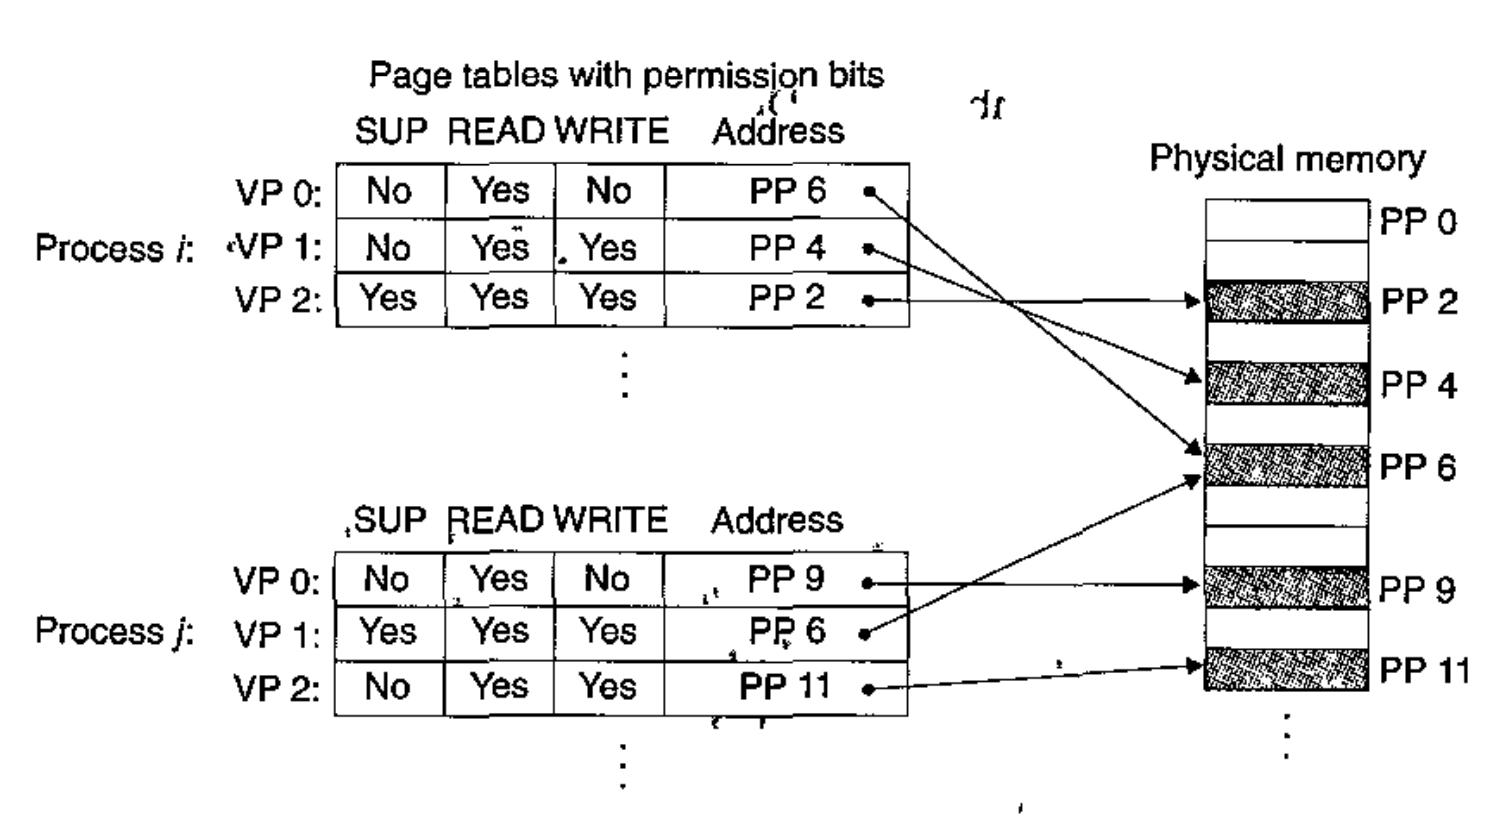 Page tables with permission bits
SUP READ WRITE Address
VP 0: No Yes No PP 6
Process i: VP 1: No Yes Yes PP 4
VP 2: Yes Yes Yes PP 2
SUP READ WRITE Address
VP 0: No Yes No PP 9
Process j: VP 1: Yes Yes Yes PP 6
VP 2: No Yes Yes PP 11
Physical memory
PP 0
PP 2
PP 4
PP 6
PP 9
PP 11